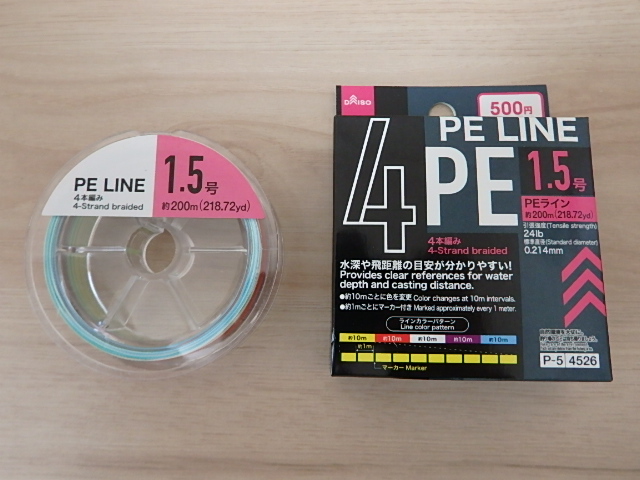 PE LINE
4本編み
4-Strand braided
1.5号
約200m(218.72yd)
DAISO
500円
PE LINE
4PE
1.5号
PEライン
約200m(218.72yd)
引張強度(Tensile strength)
24lb
標準直径(Standard diameter)
0.214mm
4本編み
4-Strand braided
水深や飛距離の目安が分かりやすい!
Provides clear references for water
depth and casting distance.
●約10mごとに色を変更 Color changes at 10m intervals.
●約1mごとにマーカー付き Marked approximately every 1 meter.
ラインカラーパターン
Line color pattern
約10m 約10m 約10m 約10m 約10m
約1m
マーカー Marker
P-5 4526